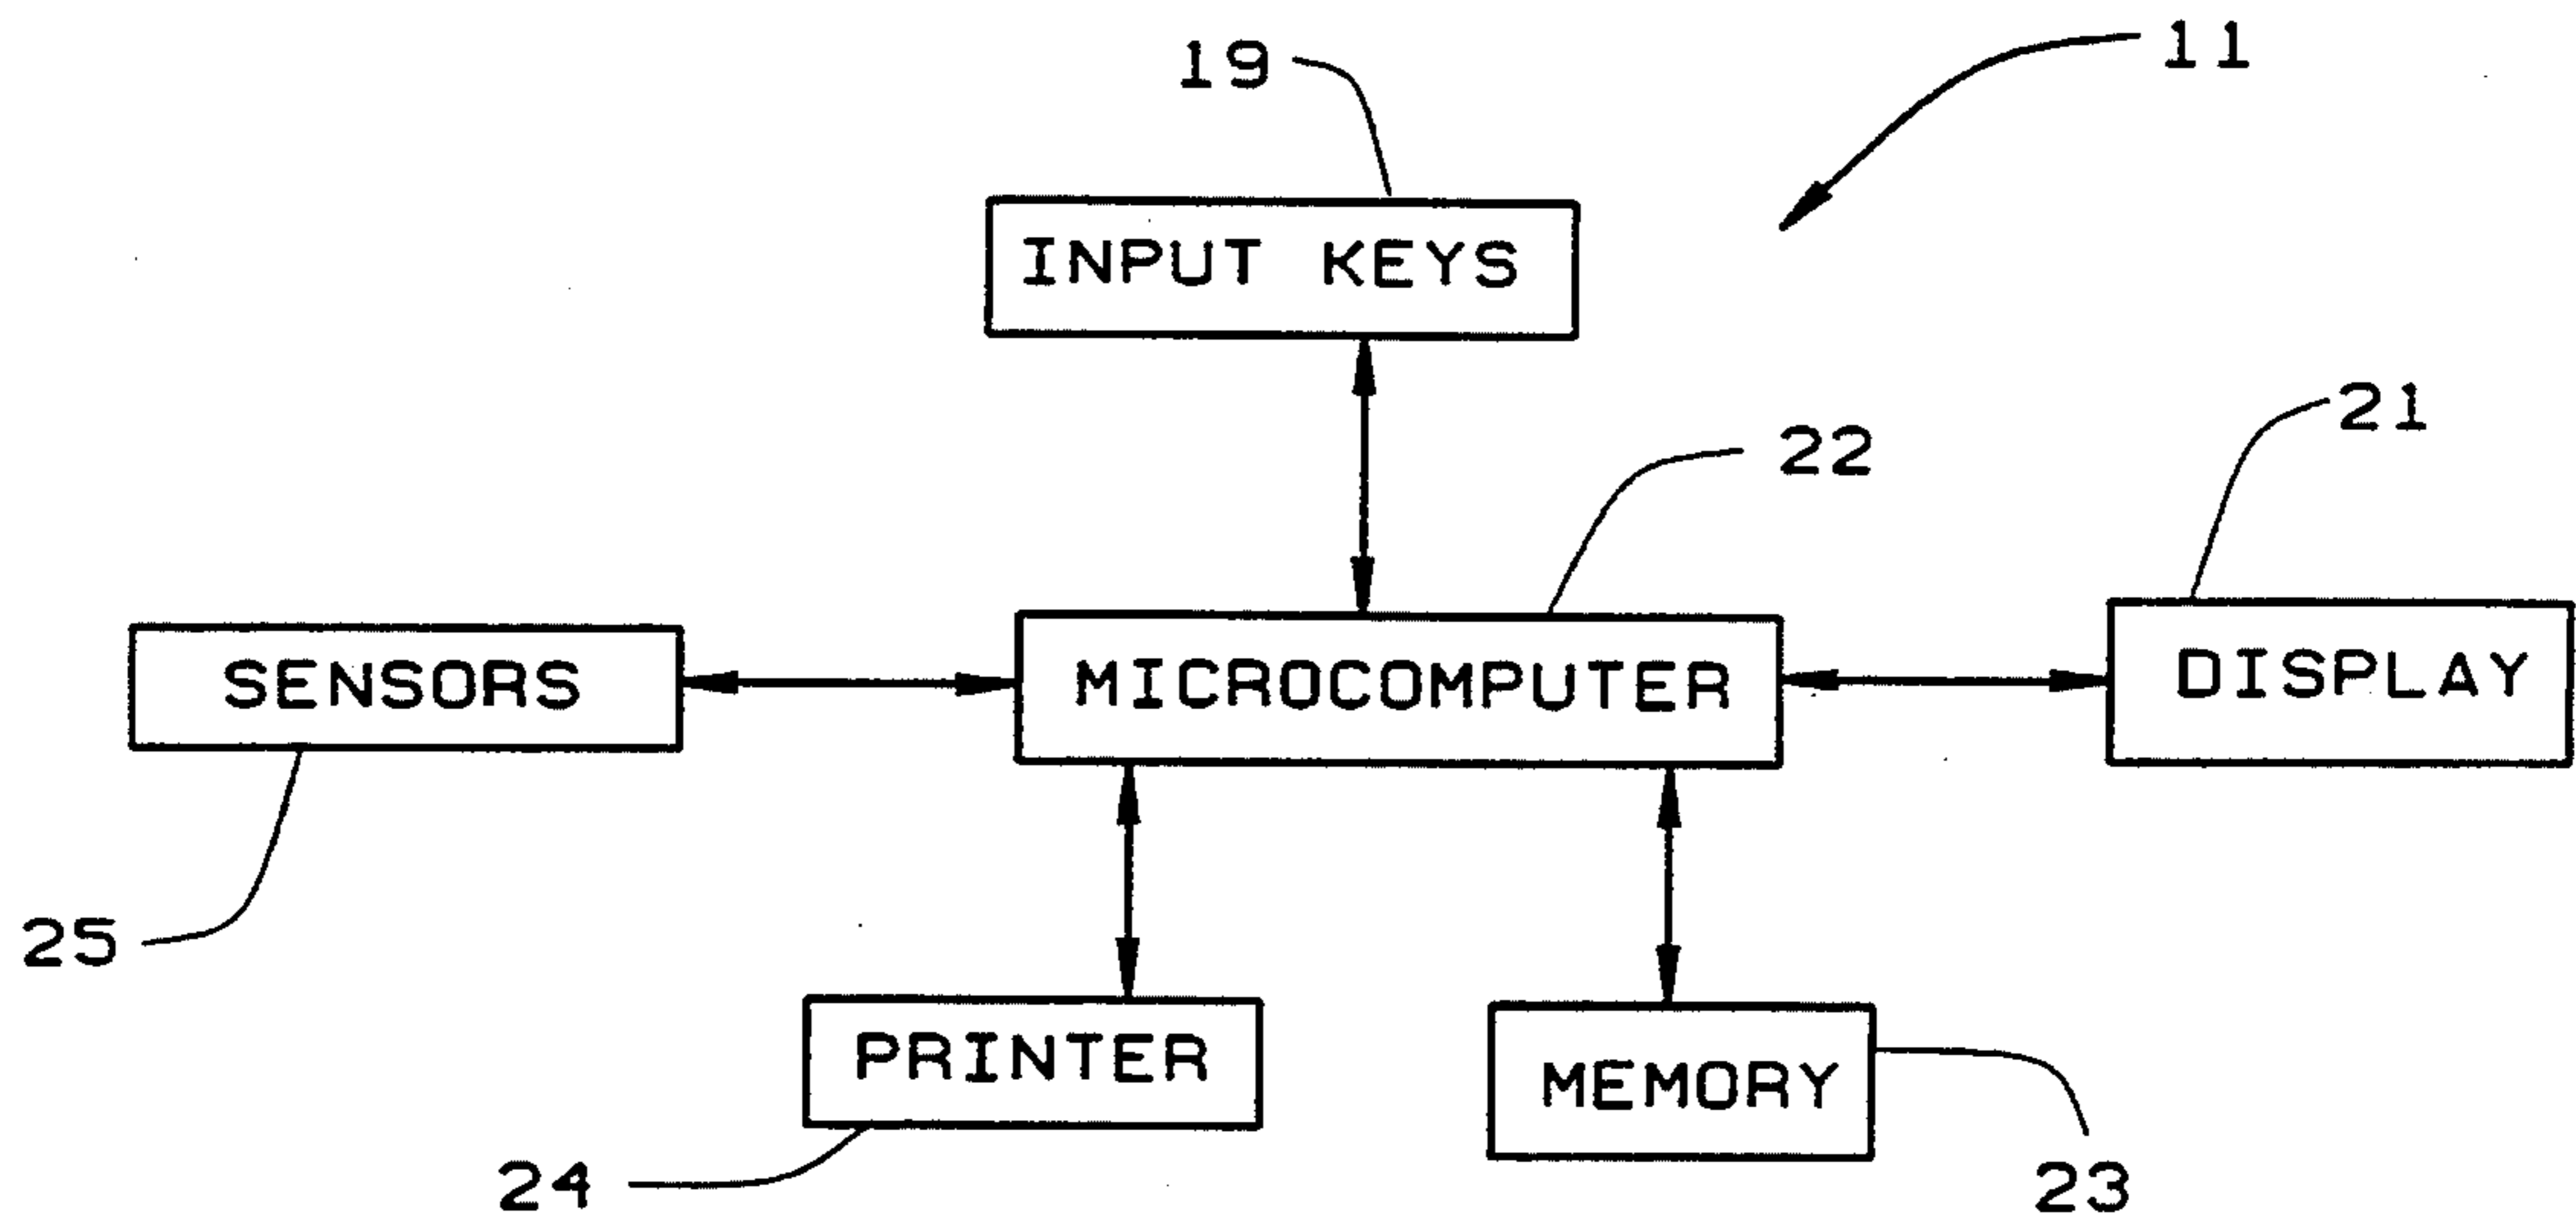 11
19
INPUT KEYS
21
22
SENSORS
MICROCOMPUTER
DISPLAY
25
PRINTER
MEMORY
24
23